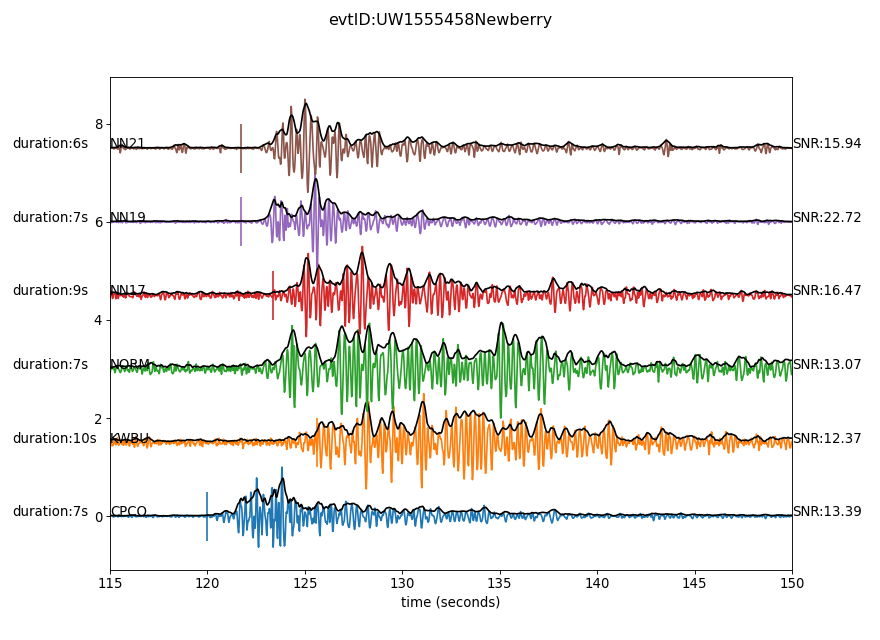 evtID:UW1555458Newberry
8
duration:6s NN21 SNR:15.94
duration:7s NN19 SNR:22.72
6
duration:9s NN17 SNR:16.47
4
duration:7s NORM SNR:13.07
2
duration:10s KWBU SNR:12.37
duration:7s CPCO SNR:13.39
0
115 120 125 130 135 140 145 150
time (seconds)